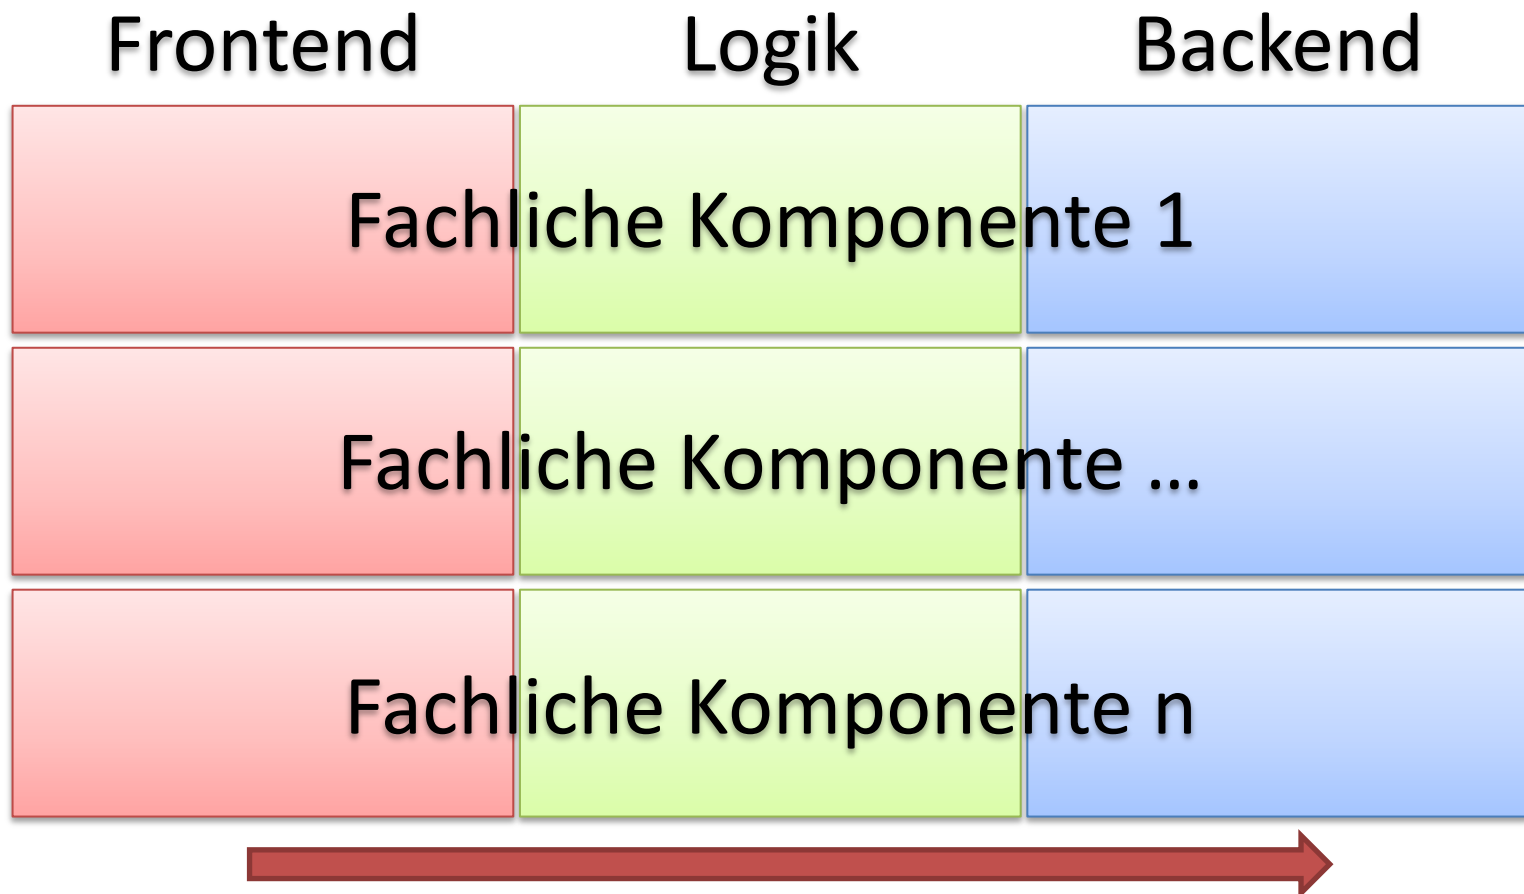 Frontend Logik Backend
Fachliche Komponente 1
Fachliche Komponente ...
Fachliche Komponente n